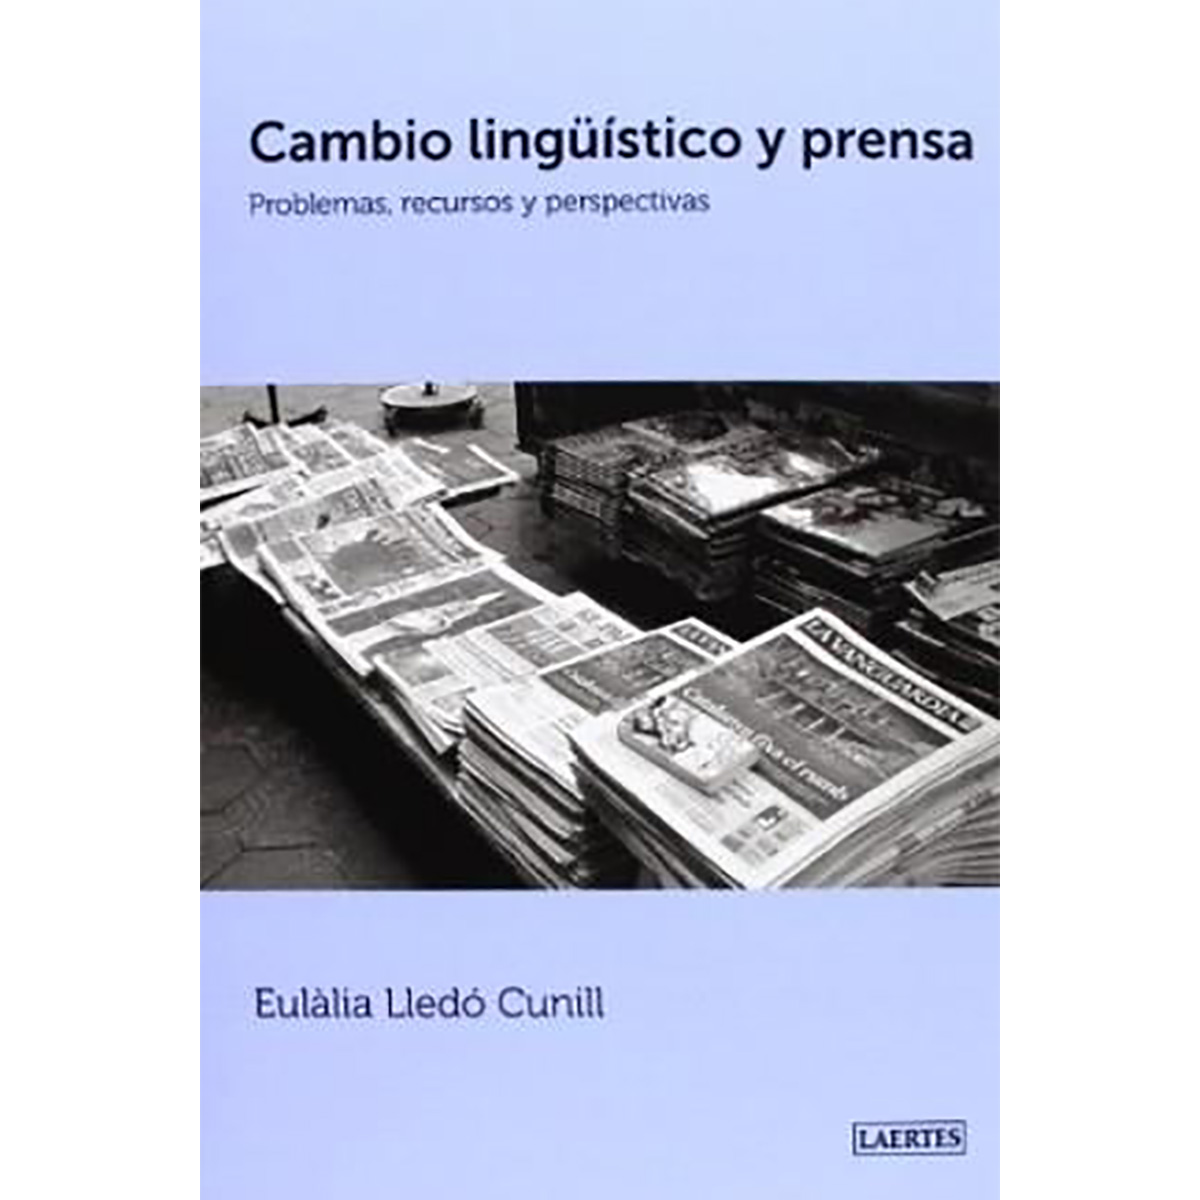 Cambio lingüístico y prensa
Problemas, recursos y perspectivas
LA VANGUARDIA
Eulàlia Lledó Cunill
LAERTES